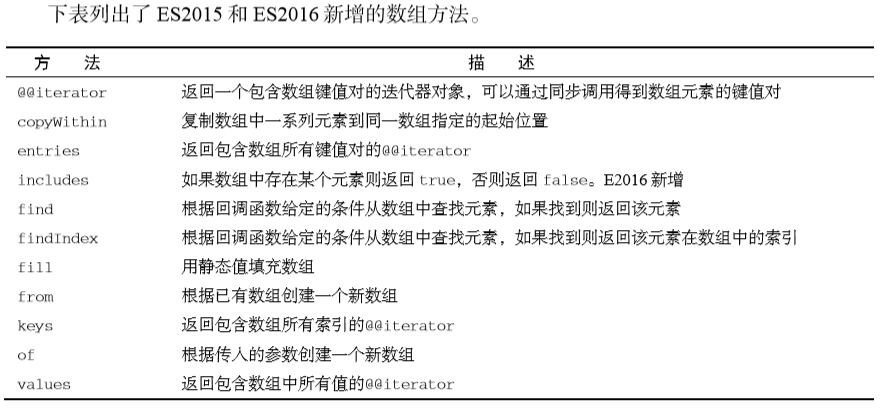 下表列出了 ES2015 和 ES2016 新增的数组方法。
方 法 描 述
@@iterator 返回一个包含数组键值对的迭代器对象，可以通过同步调用得到数组元素的键值对
copyWithin 复制数组中一系列元素到同一数组指定的起始位置
entries 返回包含数组所有键值对的@@iterator
includes 如果数组中存在某个元素则返回 true，否则返回 false。E2016 新增
find 根据回调函数给定的条件从数组中查找元素，如果找到则返回该元素
findIndex 根据回调函数给定的条件从数组中查找元素，如果找到则返回该元素在数组中的索引
fill 用静态值填充数组
from 根据已有数组创建一个新数组
keys 返回包含数组所有索引的@@iterator
of 根据传入的参数创建一个新数组
values 返回包含数组中所有值的@@iterator